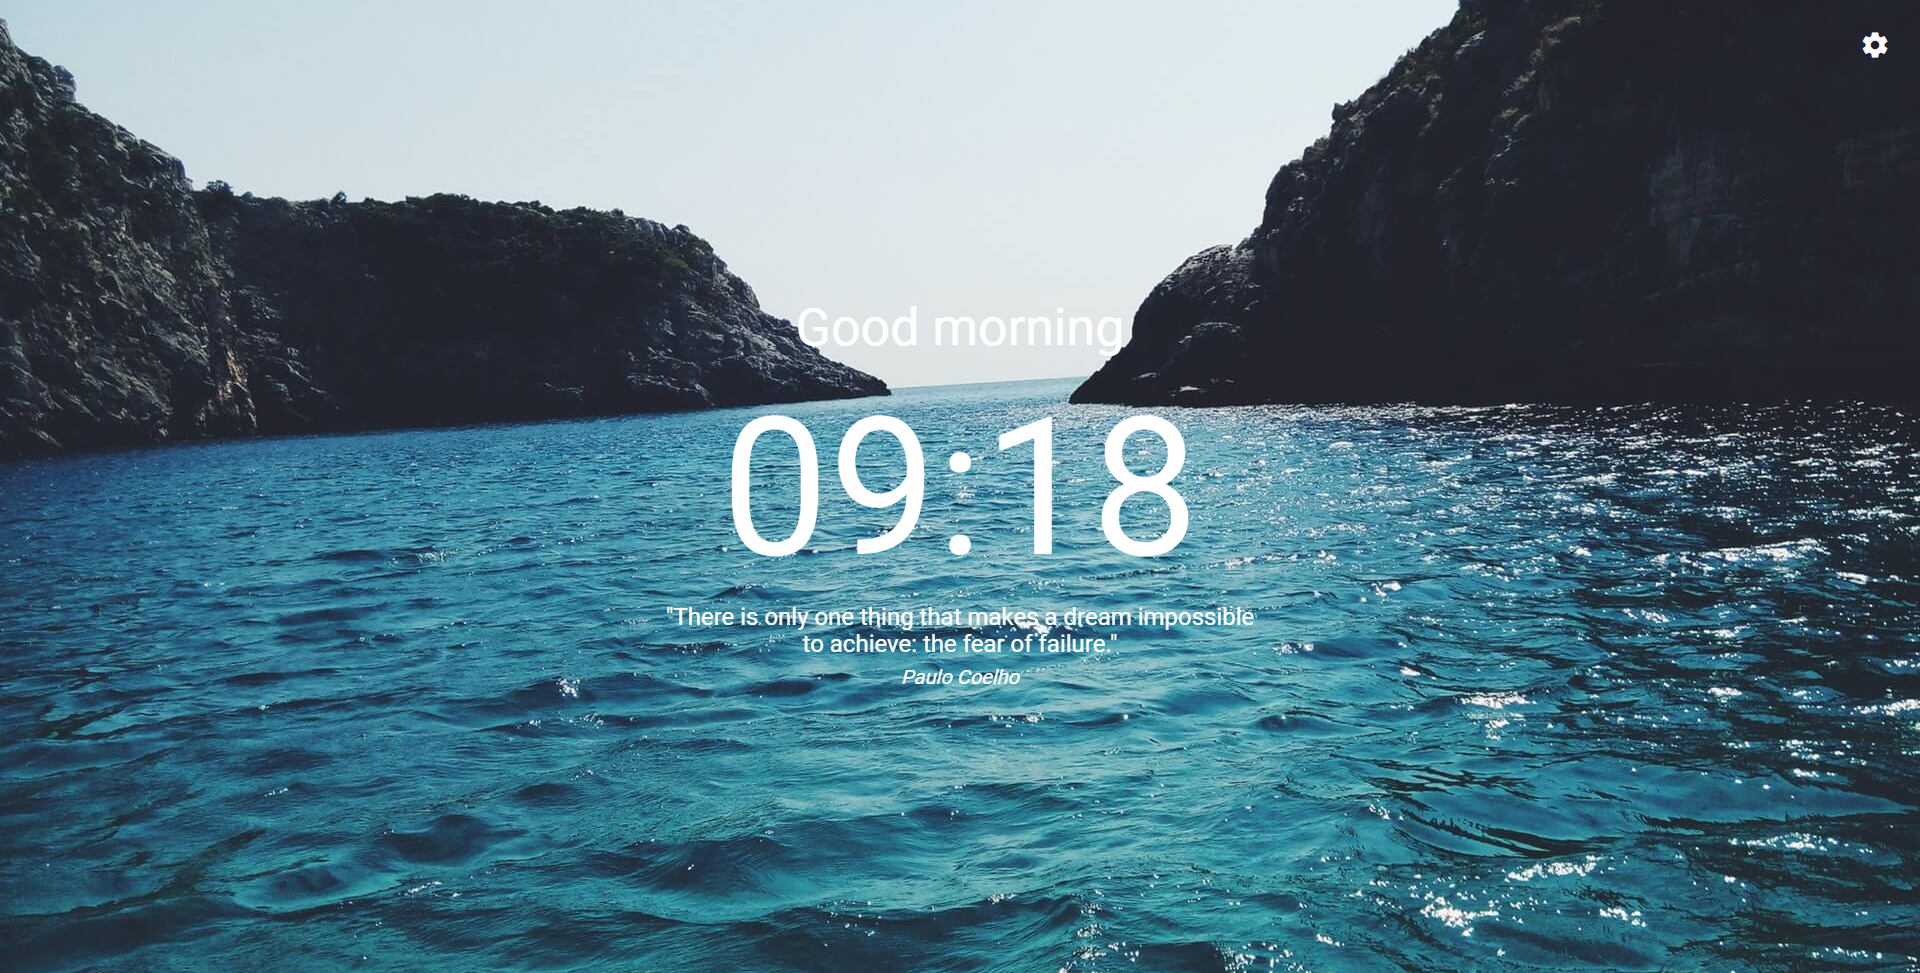 Good morning
09:18
"There is only one thing that makes a dream impossible
to achieve: the fear of failure."
Paulo Coelho